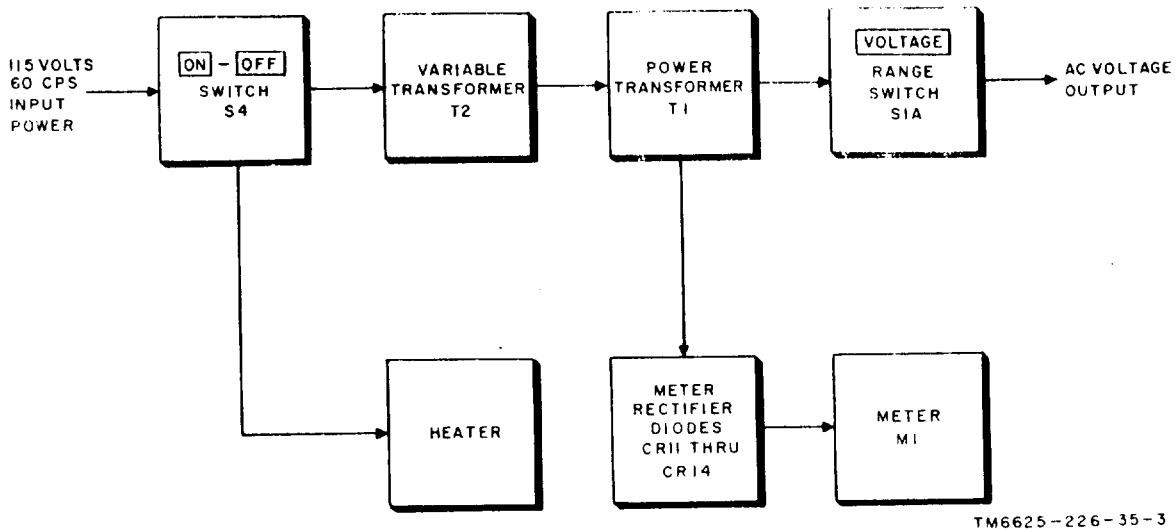 115 VOLTS
60 CPS
INPUT
POWER
ON - OFF
SWITCH
S4
VARIABLE
TRANSFORMER
T2
POWER
TRANSFORMER
T1
VOLTAGE
RANGE
SWITCH
S1A
AC VOLTAGE
OUTPUT
HEATER
METER
RECTIFIER
DIODES
CR11 THRU
CR14
METER
M1
TM6625-226-35-3